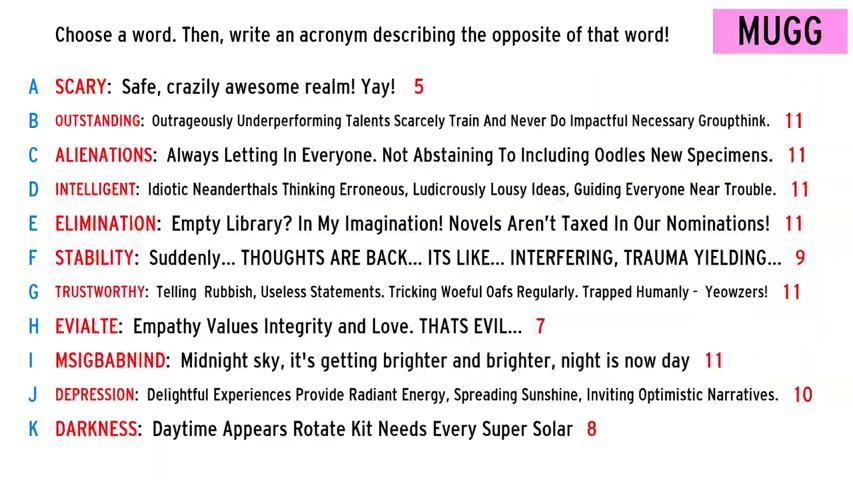 Choose a word. Then, write an acronym describing the opposite of that word!
MUGG
A SCARY: Safe, crazily awesome realm! Yay! 5
B OUTSTANDING: Outrageously Underperforming Talents Scarcely Train And Never Do Impactful Necessary Groupthink. 11
C ALIENATIONS: Always Letting In Everyone. Not Abstaining To Including Oodles New Specimens. 11
D INTELLIGENT: Idiotic Neanderthals Thinking Erroneous, Ludicrously Lousy Ideas, Guiding Everyone Near Trouble. 11
E ELIMINATION: Empty Library? In My Imagination! Novels Aren't Taxed In Our Nominations! 11
F STABILITY: Suddenly... THOUGHTS ARE BACK... ITS LIKE... INTERFERING, TRAUMA YIELDING... 9
G TRUSTWORTHY: Telling Rubbish, Useless Statements. Tricking Woeful Oafs Regularly. Trapped Humanly - Yeowzers! 11
H EVIALTE: Empathy Values Integrity and Love. THATS EVIL... 7
I MSIGBABNIND: Midnight sky, it's getting brighter and brighter, night is now day 11
J DEPRESSION: Delightful Experiences Provide Radiant Energy, Spreading Sunshine, Inviting Optimistic Narratives. 10
K DARKNESS: Daytime Appears Rotate Kit Needs Every Super Solar 8